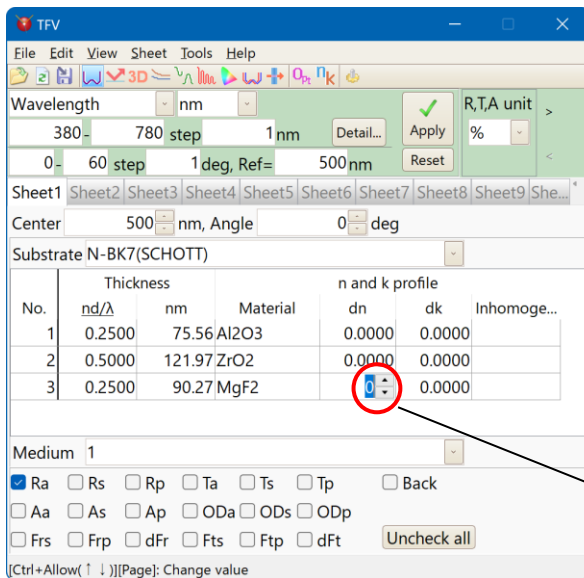 TFV
File Edit View Sheet Tools Help
3D Opt nk
Wavelength nm R,T,A unit >
380 - 780 step 1 nm Detail... Apply %
0 - 60 step 1 deg, Ref= 500 nm Reset <
Sheet1 Sheet2 Sheet3 Sheet4 Sheet5 Sheet6 Sheet7 Sheet8 Sheet9 She...
Center 500 nm, Angle 0 deg
Substrate N-BK7(SCHOTT)
Thickness n and k profile
No. nd/λ nm Material dn dk Inhomoge...
1 0.2500 75.56 Al2O3 0.0000 0.0000
2 0.5000 121.97 ZrO2 0.0000 0.0000
3 0.2500 90.27 MgF2 0 0.0000
Medium 1
Ra Rs Rp Ta Ts Tp Back
Aa As Ap ODa ODs ODp
Frs Frp dFr Fts Ftp dFt Uncheck all
[Ctrl+Allow(↑ ↓)][Page]: Change value